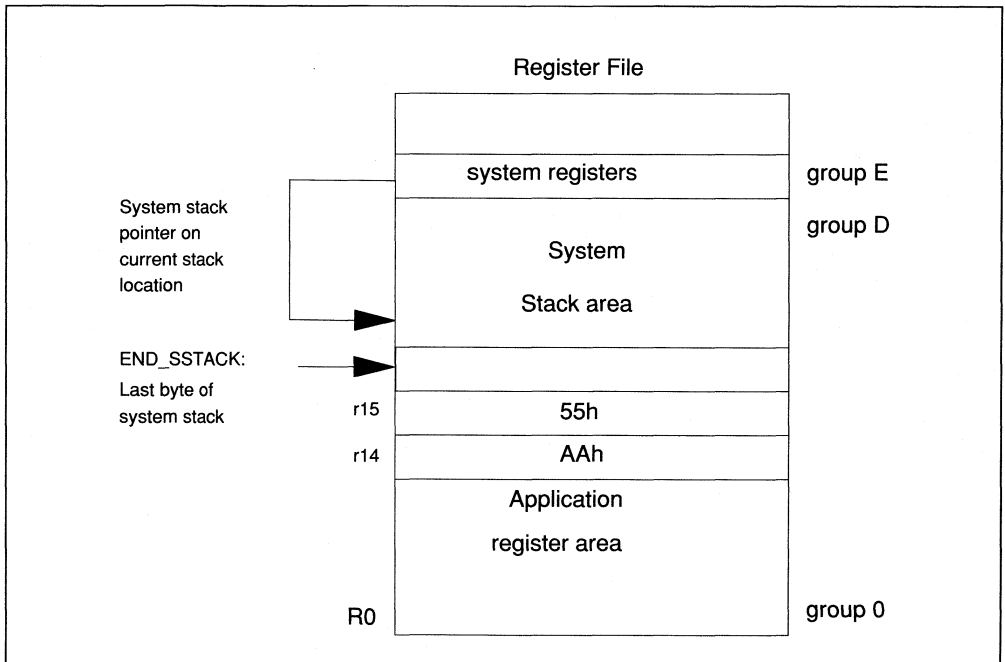 Register File
system registers
group E
System stack
pointer on
current stack
location
group D
System
Stack area
END_SSTACK:
Last byte of
system stack
r15
55h
r14
AAh
Application
register area
R0
group 0